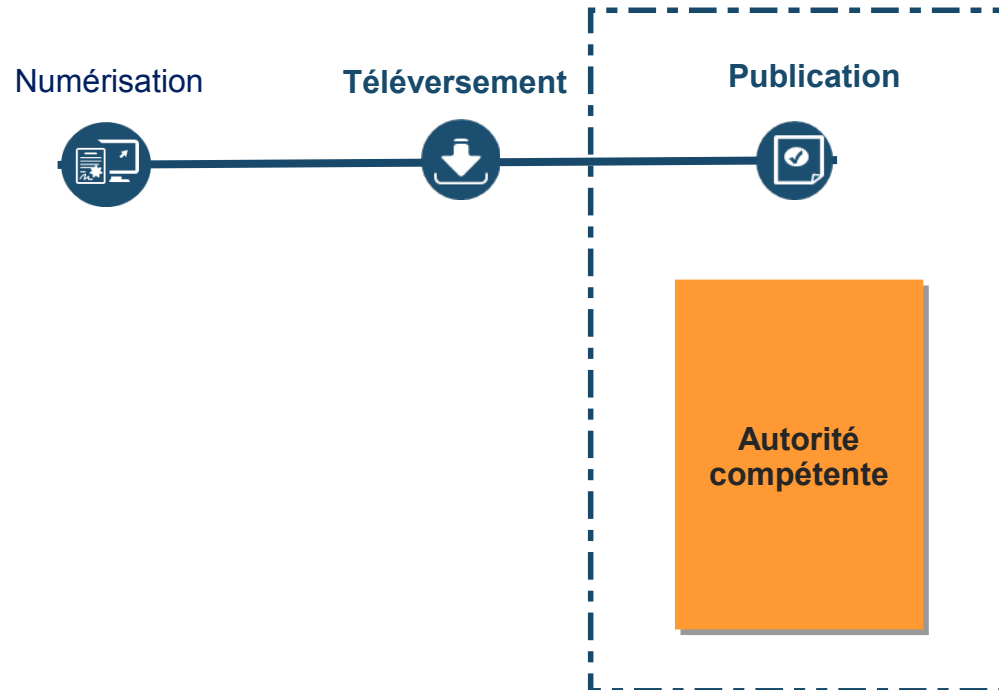 Numérisation
Téléversement
Publication
Autorité
compétente